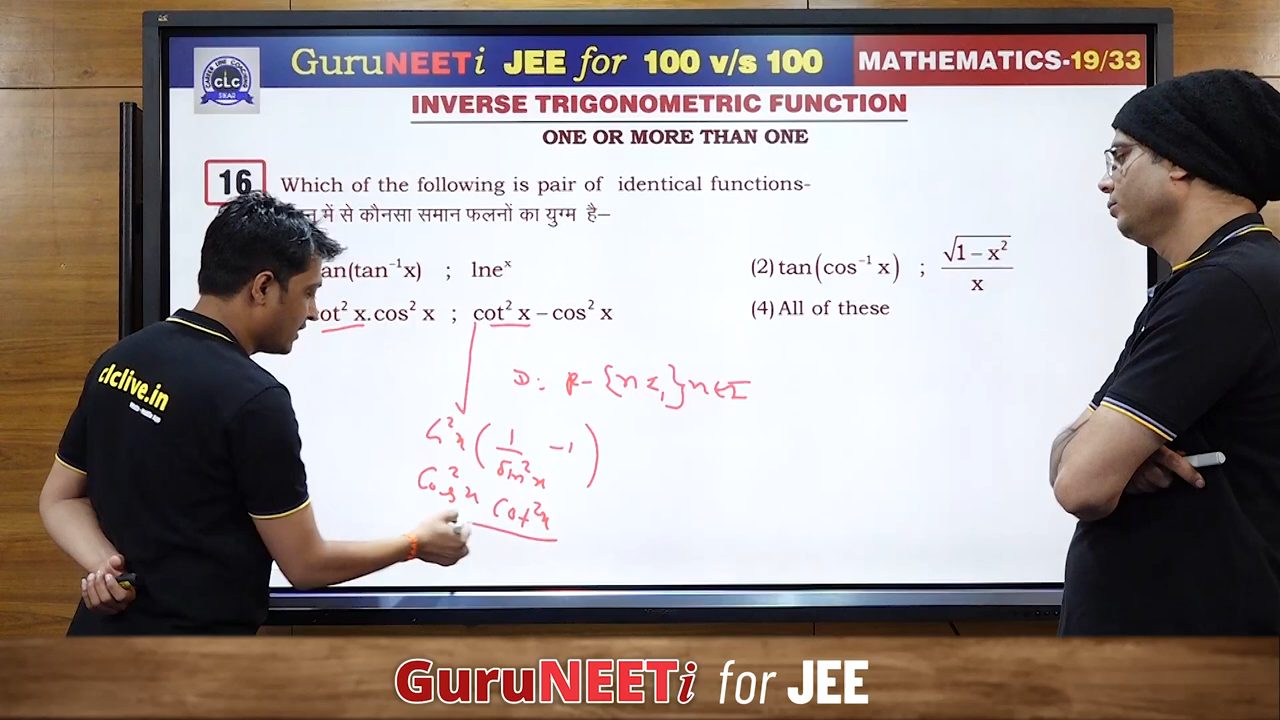 GuruNEETi JEE for 100 v/s 100 MATHEMATICS-19/33
CLC
SIKAR
INVERSE TRIGONOMETRIC FUNCTION
ONE OR MORE THAN ONE
16 Which of the following is pair of identical functions-
में से कौनसा समान फलनों का युग्म है–
an(tan⁻¹x) ; lneˣ (2) tan(cos⁻¹ x) ; √(1 – x²)/x
ot² x.cos² x ; cot² x – cos² x (4) All of these
(1/sin²x - 1)
Cos²x Cot²x
clclive.in
GuruNEETi for JEE